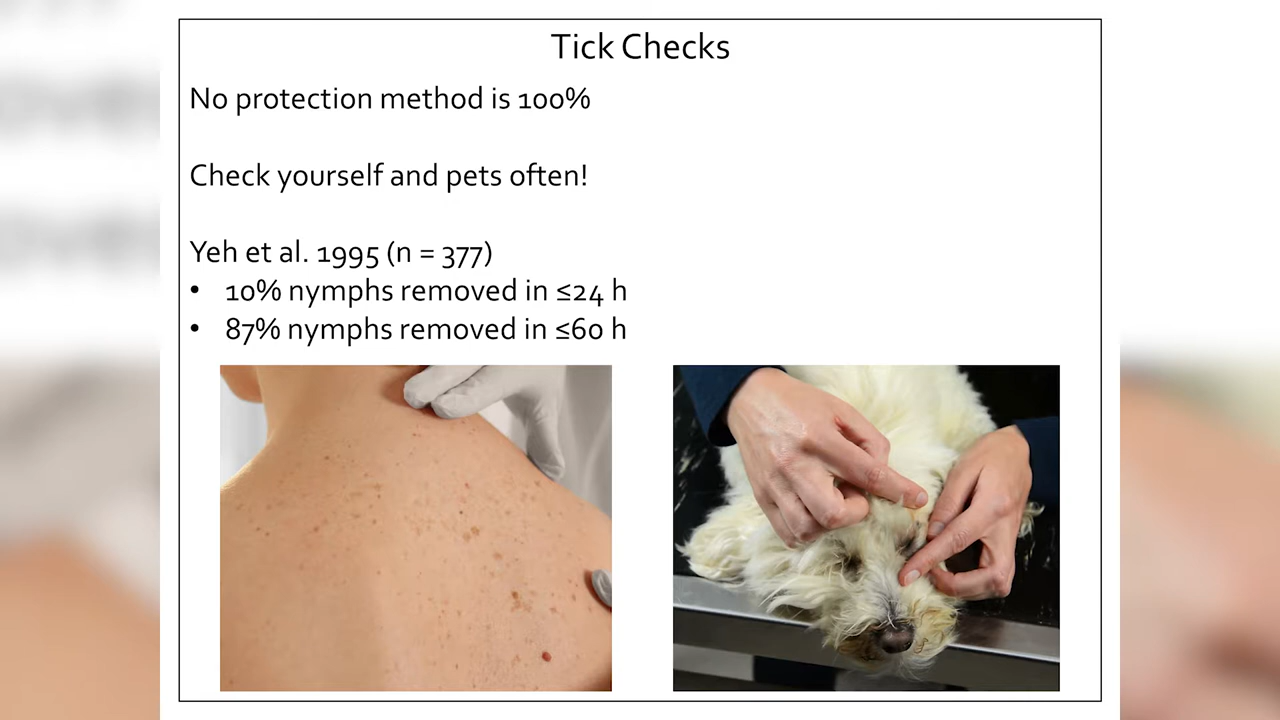 Tick Checks
No protection method is 100%
Check yourself and pets often!
Yeh et al. 1995 (n = 377)
• 10% nymphs removed in ≤24 h
• 87% nymphs removed in ≤60 h